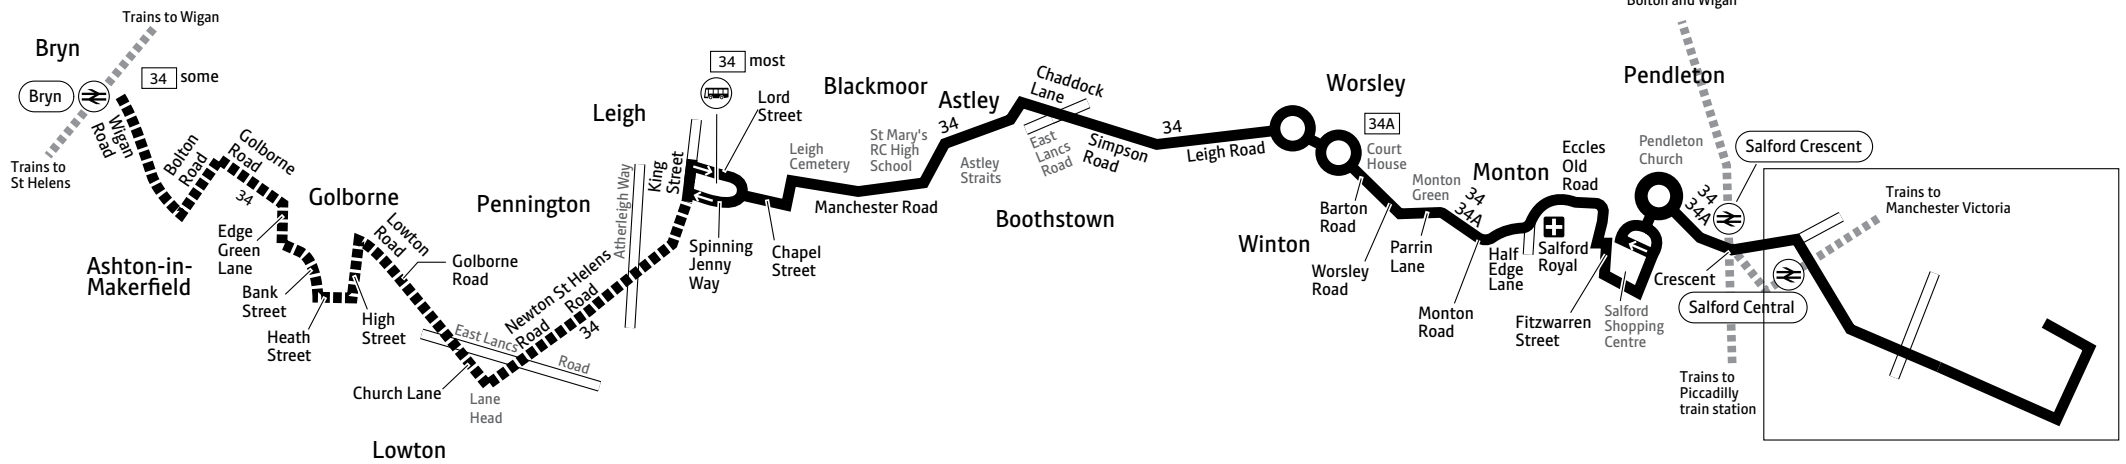 Trains to Wigan
Bryn
34 some
Bryn
Wigan
Road
Trains to
St Helens
Bolton
Road
Golborne
Road
34
Ashton-in-
Makerfield
Edge
Green
Lane
Bank
Street
Heath
Street
High
Street
Golborne
Lowton
Road
Golborne
Road
East Lancs
Road
Church Lane
Lane
Head
Lowton
Newton St Helens
Road
Road
34
Pennington
Atherleigh Way
Leigh
King
Street
34 most
Lord
Street
Spinning
Jenny
Way
Chapel
Street
Leigh
Cemetery
Blackmoor
St Mary's
RC High
School
Manchester Road
Astley
34
Astley
Straits
Chaddock
Lane
East
Lancs
Road
Boothstown
Simpson
Road
34
Leigh Road
Worsley
34A
Court
House
Winton
Barton
Road
Worsley
Road
Monton
Green
Parrin
Lane
Monton
34
34A
Monton
Road
Half
Edge
Lane
Eccles
Old
Road
Salford
Royal
Fitzwarren
Street
Salford
Shopping
Centre
Pendleton
Pendleton
Church
34
34A
Bolton and Wigan
Salford Crescent
Crescent
Salford Central
Trains to
Manchester Victoria
Trains to
Piccadilly
train station